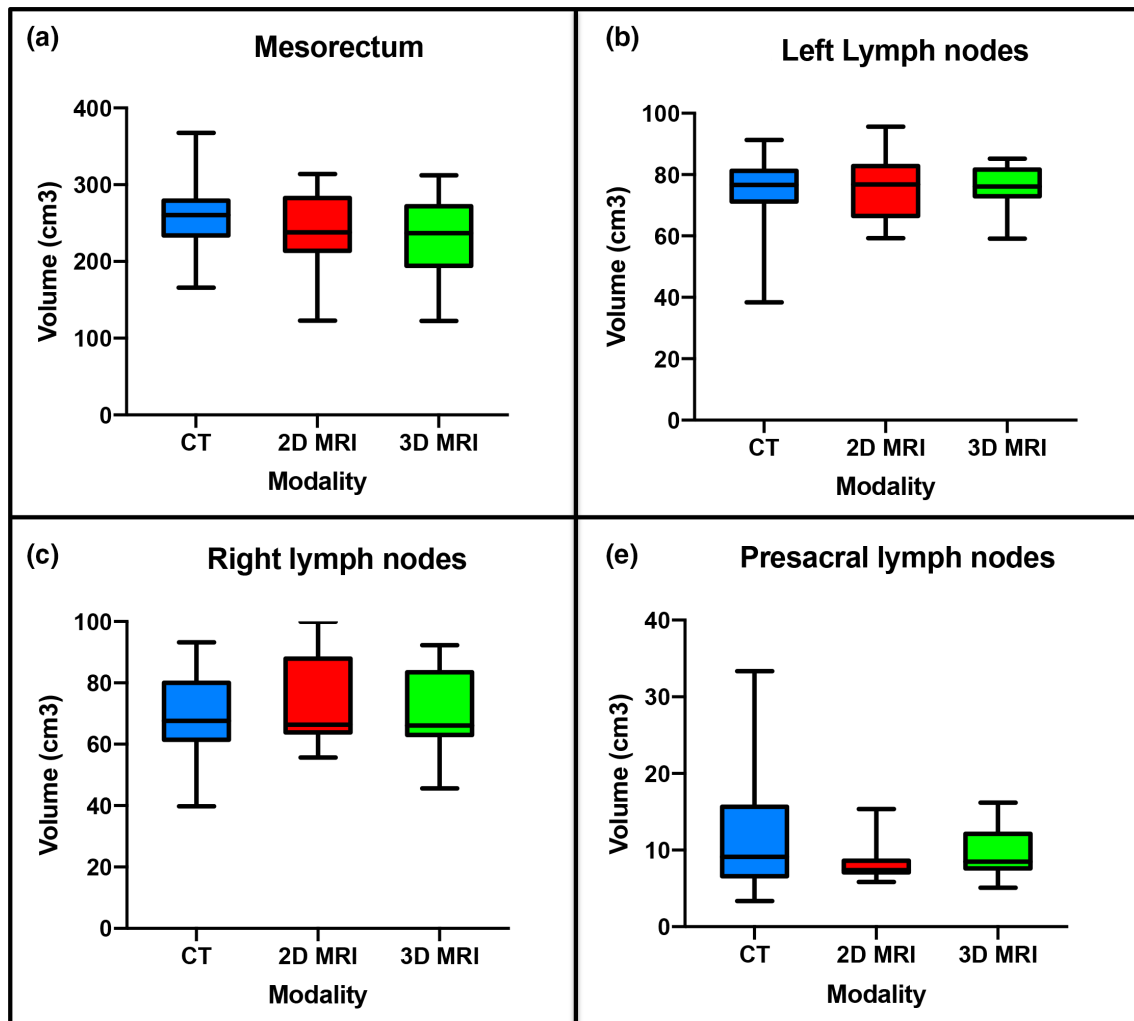 (a)
Mesorectum
400
300
200
100
0
Volume (cm3)
CT 2D MRI 3D MRI
Modality
(b)
Left Lymph nodes
100
80
60
40
20
0
Volume (cm3)
CT 2D MRI 3D MRI
Modality
(c)
Right lymph nodes
100
80
60
40
20
0
Volume (cm3)
CT 2D MRI 3D MRI
Modality
(e)
Presacral lymph nodes
40
30
20
10
0
Volume (cm3)
CT 2D MRI 3D MRI
Modality